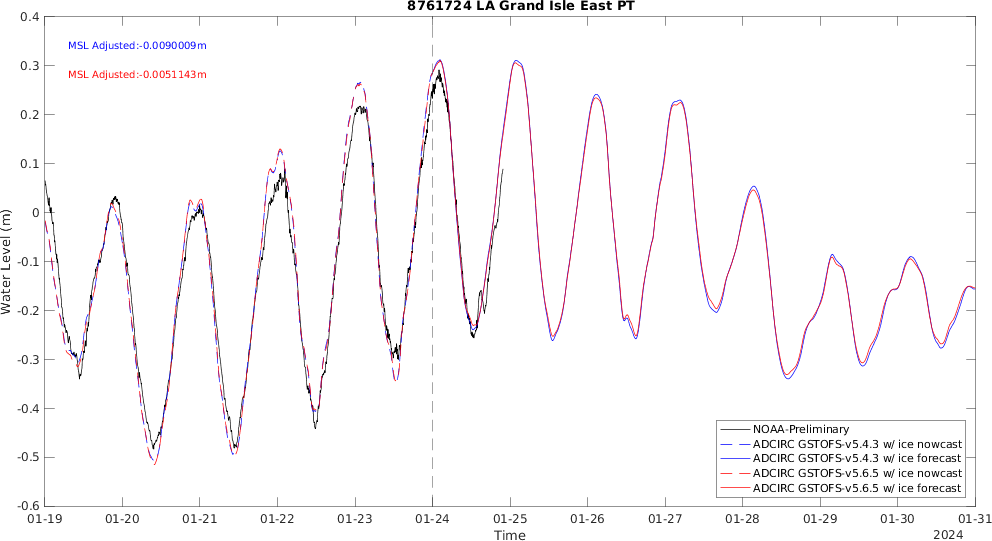 8761724 LA Grand Isle East PT
MSL Adjusted:-0.0090009m
MSL Adjusted:-0.0051143m
Water Level (m)
0.4
0.3
0.2
0.1
0
-0.1
-0.2
-0.3
-0.4
-0.5
-0.6
NOAA-Preliminary
ADCIRC GSTOFS-v5.4.3 w/ ice nowcast
ADCIRC GSTOFS-v5.4.3 w/ ice forecast
ADCIRC GSTOFS-v5.6.5 w/ ice nowcast
ADCIRC GSTOFS-v5.6.5 w/ ice forecast
01-19 01-20 01-21 01-22 01-23 01-24 01-25 01-26 01-27 01-28 01-29 01-30 01-31
Time
2024